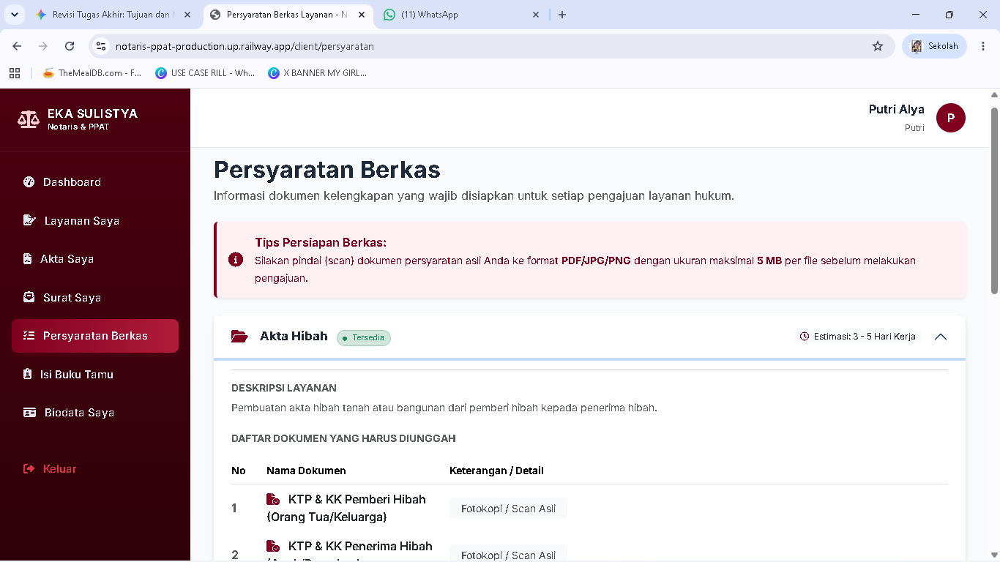 Revisi Tugas Akhir: Tujuan dan
Persyaratan Berkas Layanan - N
(11) WhatsApp
notaris-ppat-production.up.railway.app/client/persyaratan
Sekolah
TheMealDB.com - F...
USE CASE RILL - Wh...
X BANNER MY GIRL...
EKA SULISTYA
Notaris & PPAT
Putri Alya
Putri
P
Dashboard
Layanan Saya
Akta Saya
Surat Saya
Persyaratan Berkas
Isi Buku Tamu
Biodata Saya
Keluar
Persyaratan Berkas
Informasi dokumen kelengkapan yang wajib disiapkan untuk setiap pengajuan layanan hukum.
Tips Persiapan Berkas:
Silakan pindai (scan) dokumen persyaratan asli Anda ke format PDF/JPG/PNG dengan ukuran maksimal 5 MB per file sebelum melakukan
pengajuan.
Akta Hibah
Tersedia
Estimasi: 3 - 5 Hari Kerja
DESKRIPSI LAYANAN
Pembuatan akta hibah tanah atau bangunan dari pemberi hibah kepada penerima hibah.
DAFTAR DOKUMEN YANG HARUS DIUNGGAH
No Nama Dokumen Keterangan / Detail
1 KTP & KK Pemberi Hibah
(Orang Tua/Keluarga)
Fotokopi / Scan Asli
2 KTP & KK Penerima Hibah
Fotokopi / Scan Asli